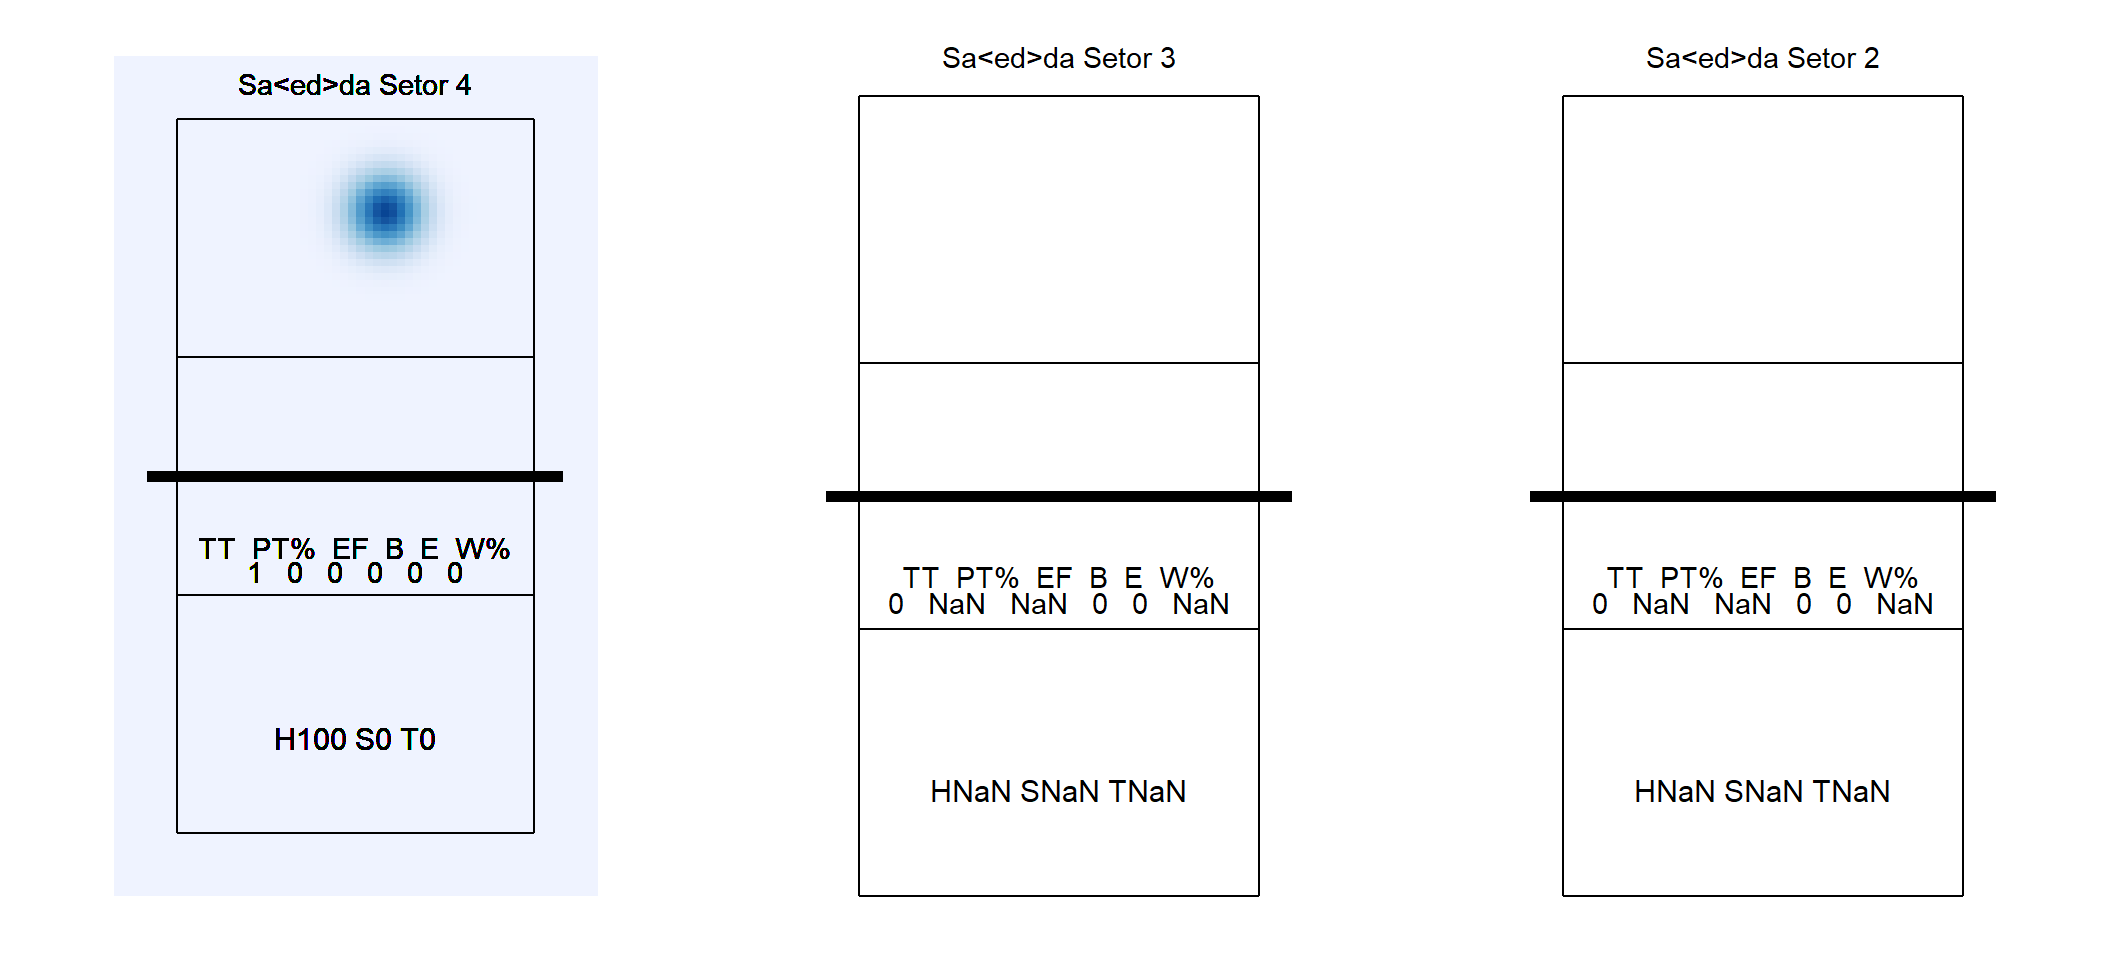 Sa<ed>da Setor 4
TT PT% EF B E W%
1 0 0 0 0 0
H100 S0 T0
Sa<ed>da Setor 3
TT PT% EF B E W%
0 NaN NaN 0 0 NaN
HNaN SNaN TNaN
Sa<ed>da Setor 2
TT PT% EF B E W%
0 NaN NaN 0 0 NaN
HNaN SNaN TNaN